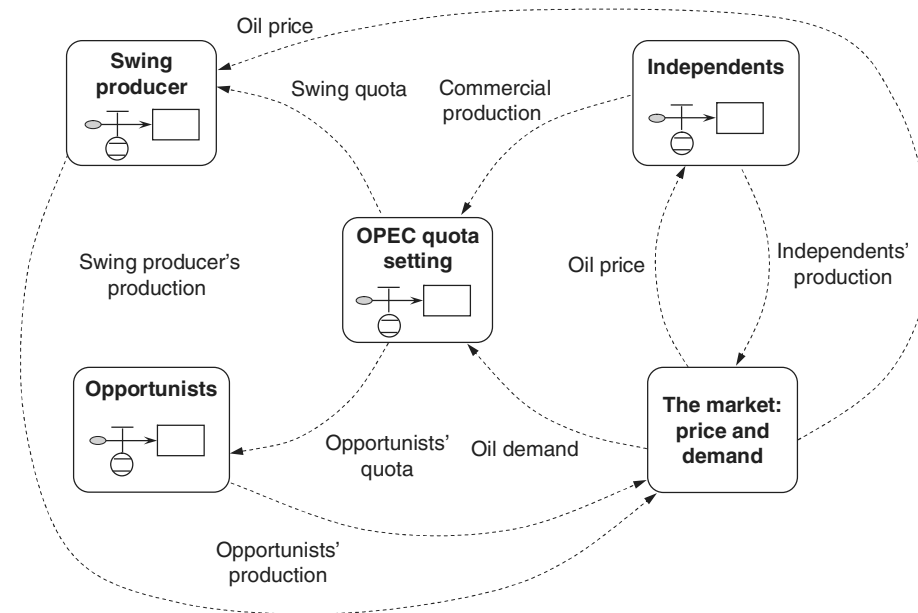 Oil price
Swing
producer
Swing quota
Commercial
production
Independents
OPEC quota
setting
Swing producer's
production
Oil price
Independents'
production
Opportunists
The market:
price and
demand
Opportunists'
quota
Oil demand
Opportunists'
production